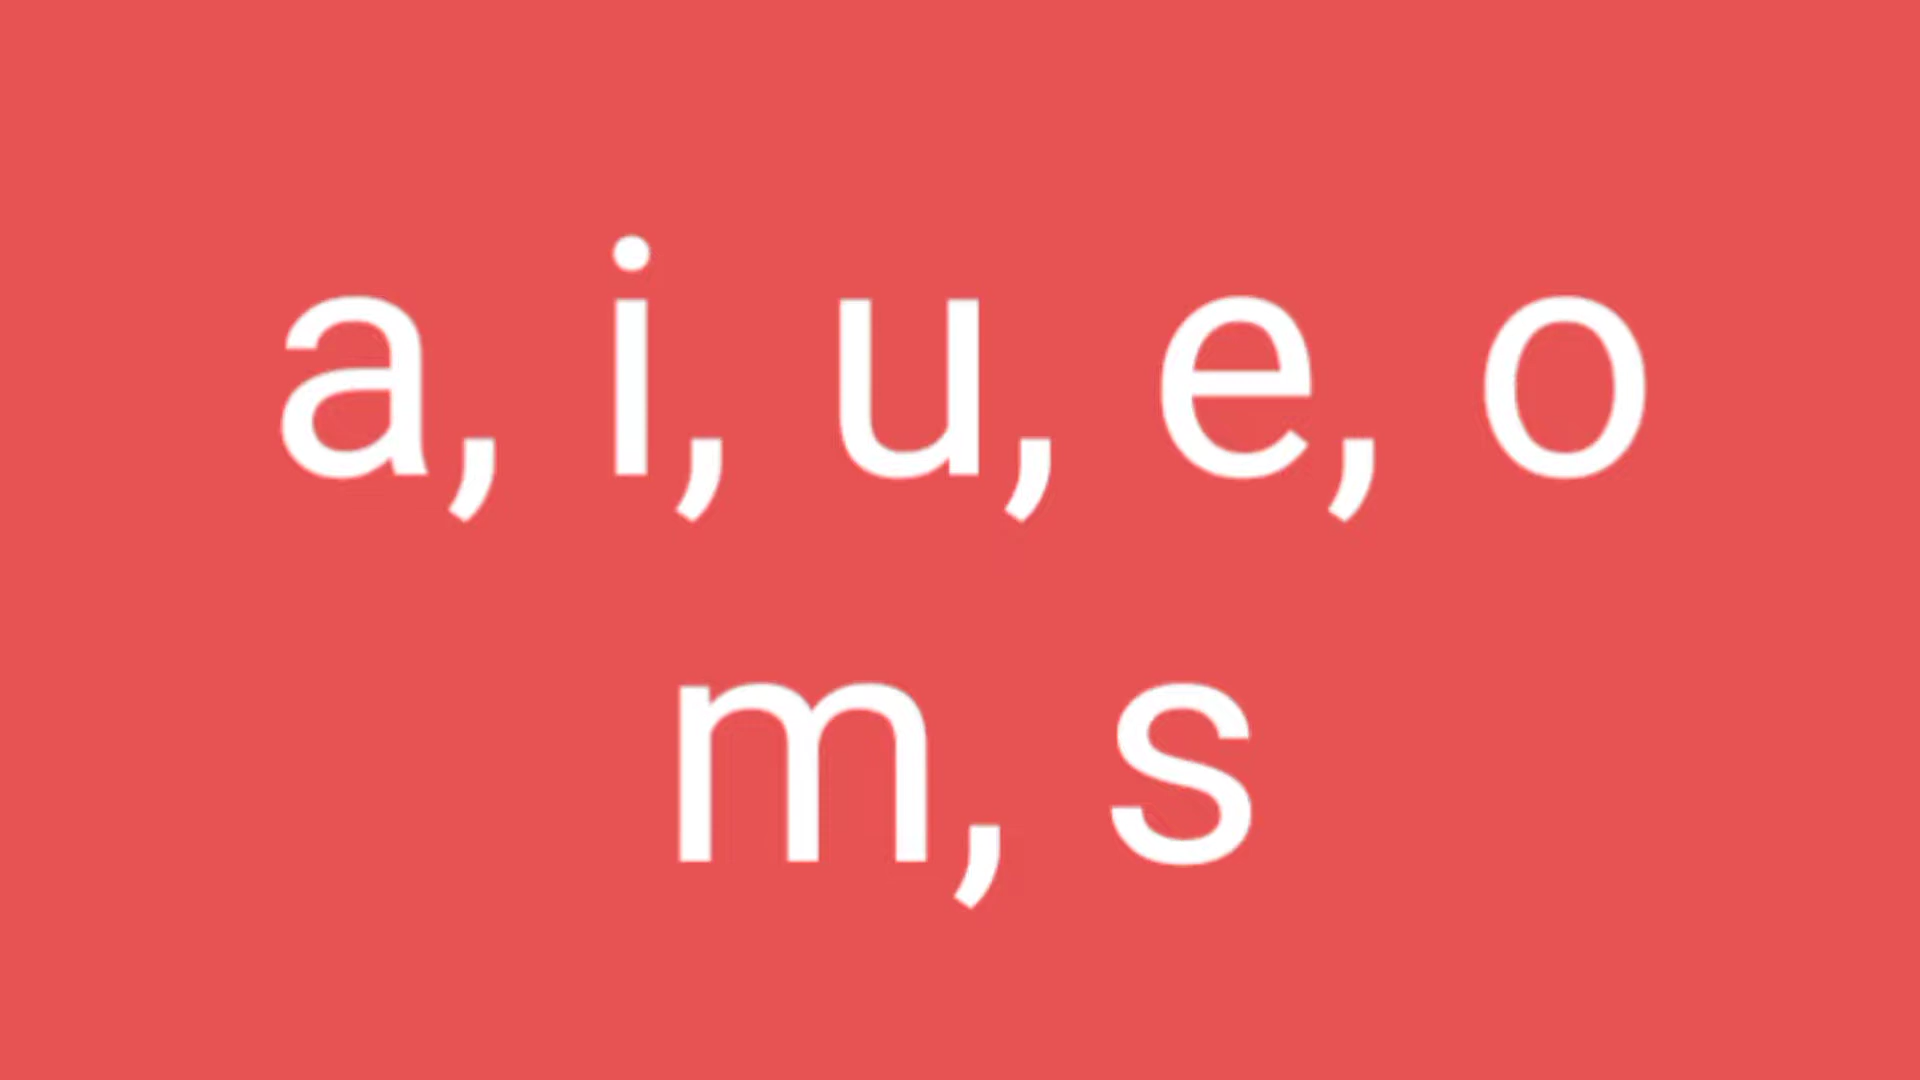 a, i, u, e, o
m, s